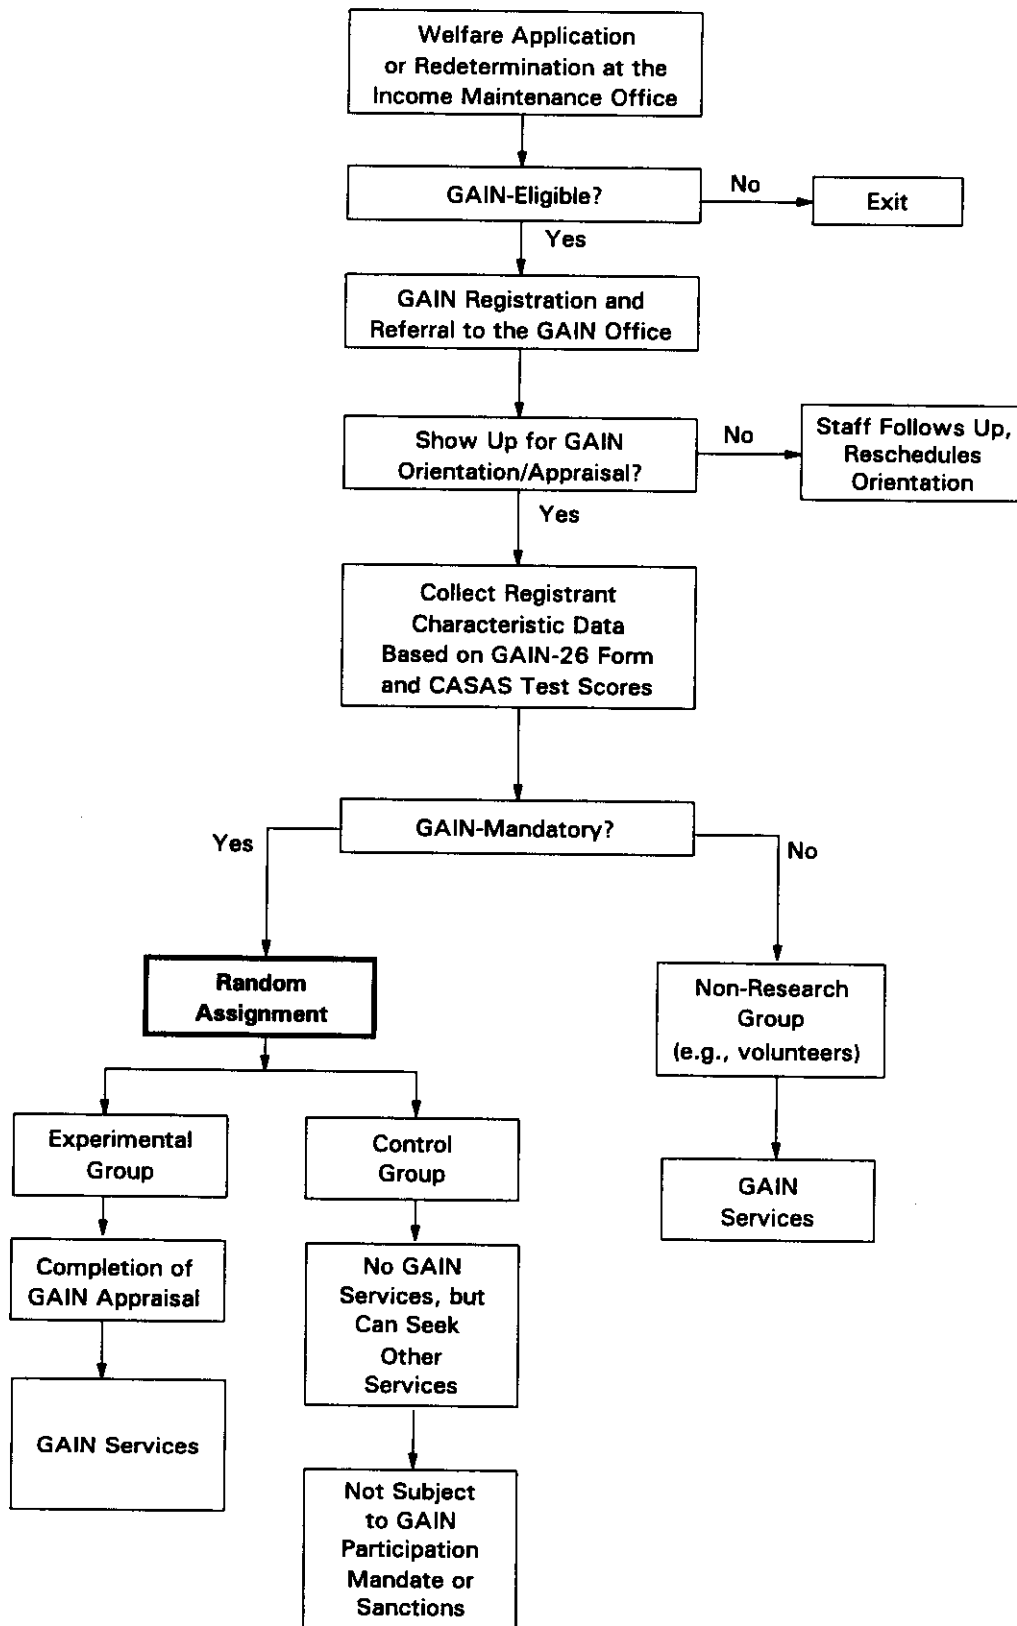 Welfare Application
or Redetermination at the
Income Maintenance Office
GAIN-Eligible?
No
Exit
Yes
GAIN Registration and
Referral to the GAIN Office
Show Up for GAIN
Orientation/Appraisal?
No
Staff Follows Up,
Reschedules
Orientation
Yes
Collect Registrant
Characteristic Data
Based on GAIN-26 Form
and CASAS Test Scores
GAIN-Mandatory?
Yes
No
Random
Assignment
Non-Research
Group
(e.g., volunteers)
Experimental
Group
Control
Group
GAIN
Services
Completion of
GAIN Appraisal
No GAIN
Services, but
Can Seek
Other
Services
GAIN Services
Not Subject
to GAIN
Participation
Mandate or
Sanctions